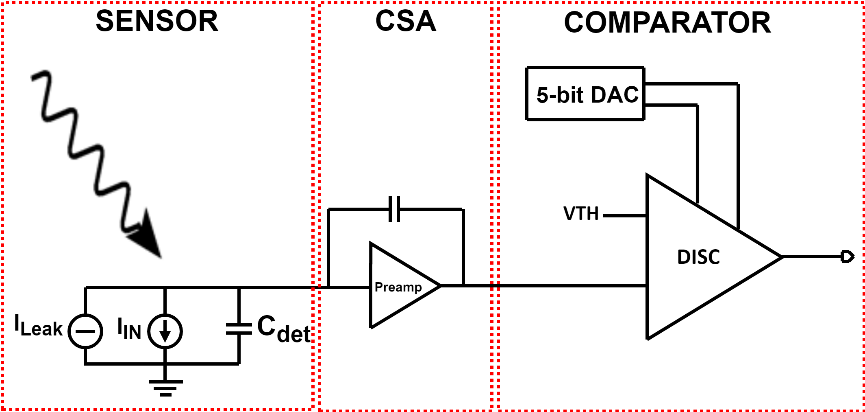 SENSOR
CSA
COMPARATOR
5-bit DAC
VTH
DISC
Preamp
ILeak
IIN
Cdet